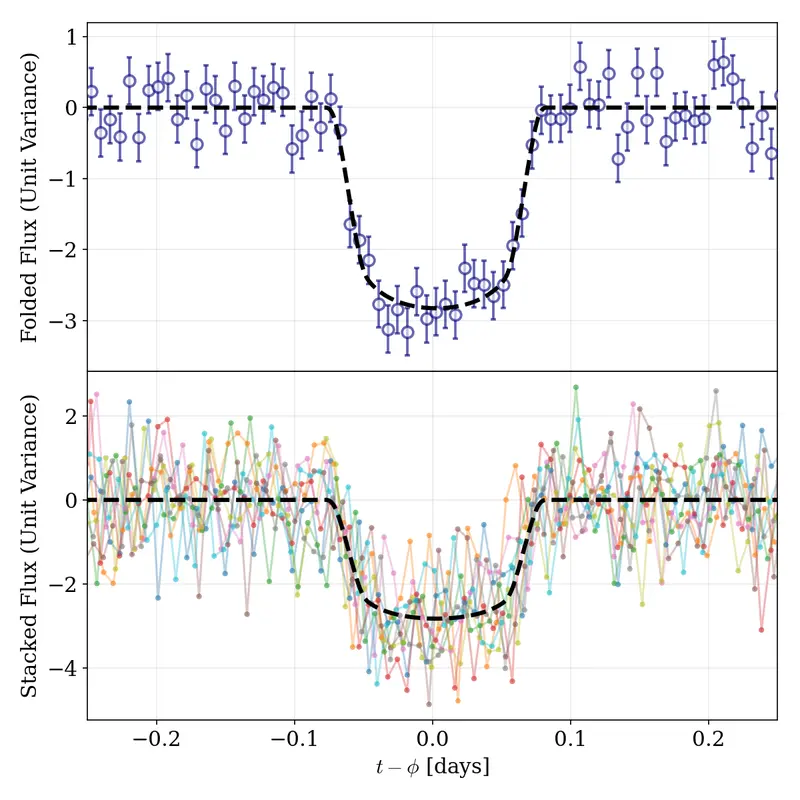 Folded Flux (Unit Variance)
1
0
−1
−2
−3
Stacked Flux (Unit Variance)
2
0
−2
−4
−0.2 −0.1 0.0 0.1 0.2
t − ϕ [days]